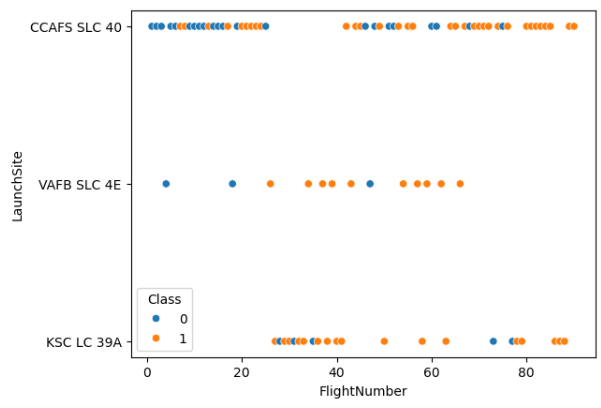 CCAFS SLC 40
VAFB SLC 4E
KSC LC 39A
LaunchSite
Class
0
1
0 20 40 60 80
FlightNumber